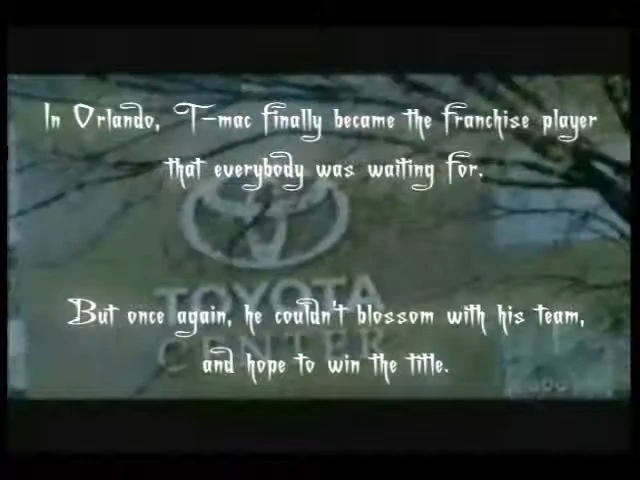 In Orlando, T-mac finally became the franchise player
that everybody was waiting for.
TOYOTA
But once again, he couldn't blossom with his team,
CENTER
and hope to win the title.
abc